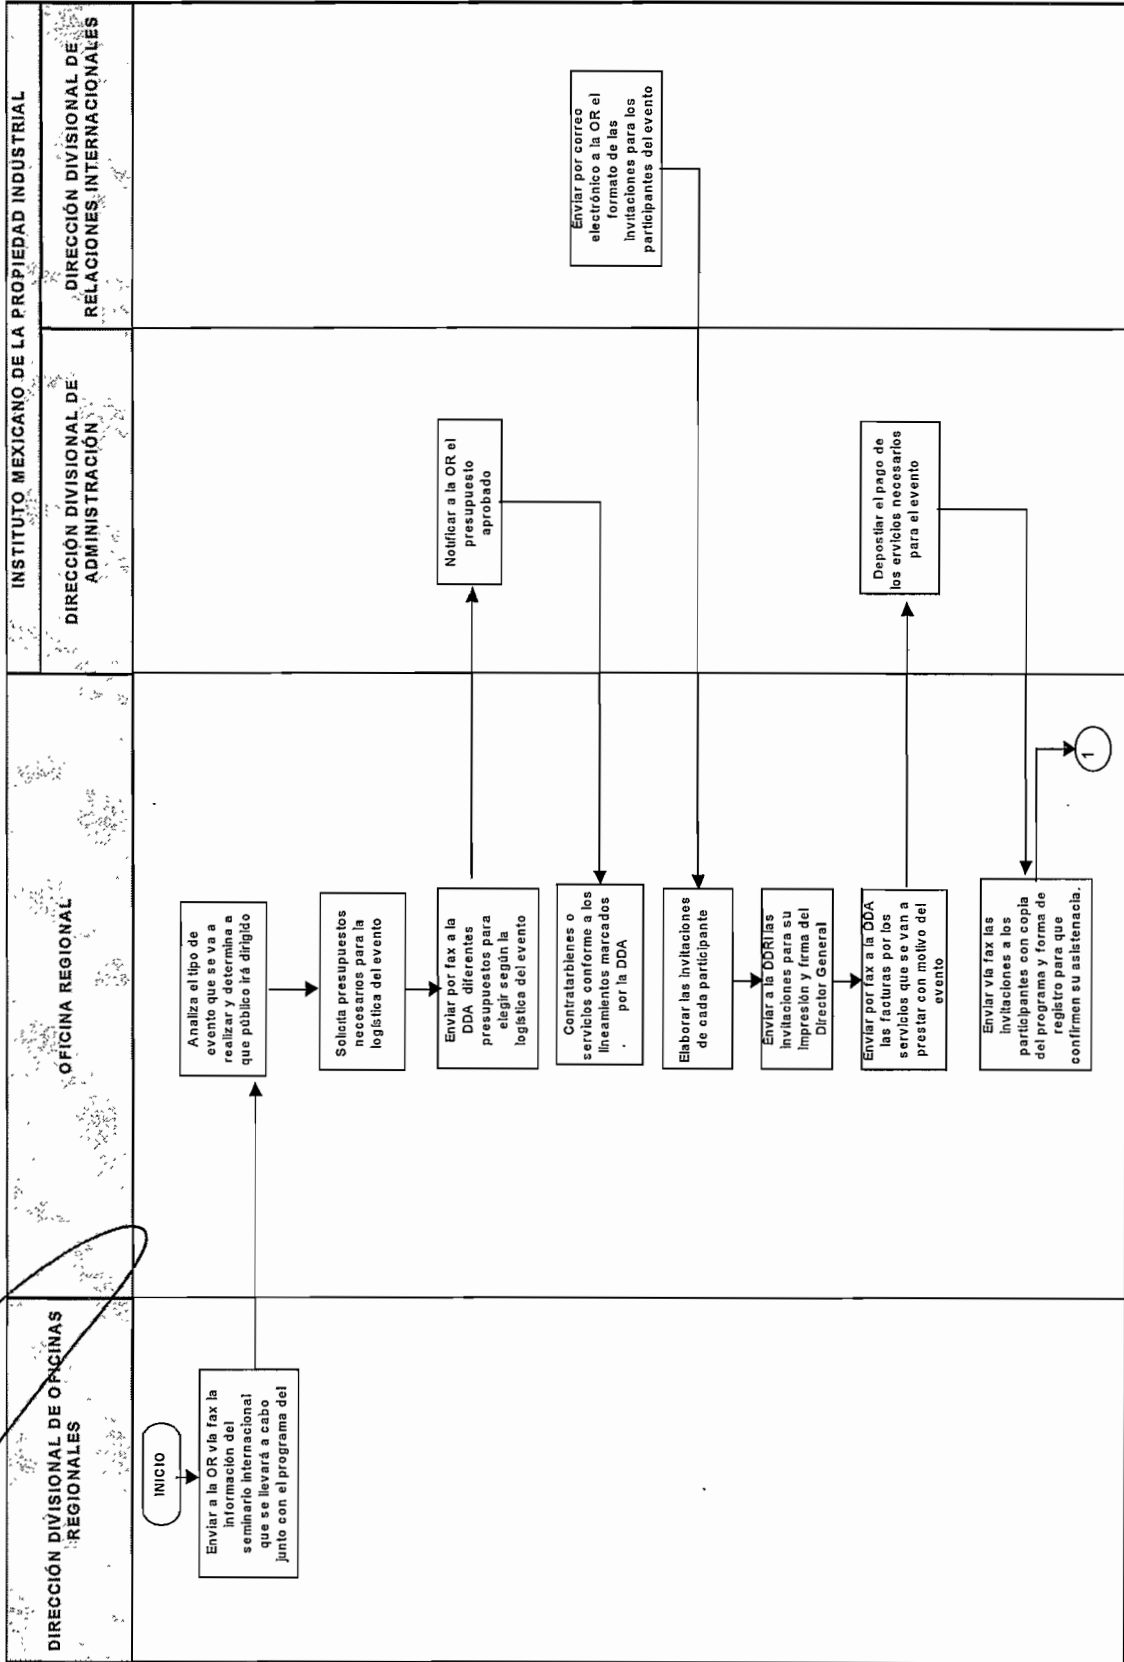 INSTITUTO MEXICANO DE LA PROPIEDAD INDUSTRIAL
DIRECCIÓN DIVISIONAL DE OFICINAS
REGIONALES
OFICINA REGIONAL
DIRECCIÓN DIVISIONAL DE
ADMINISTRACIÓN
DIRECCIÓN DIVISIONAL DE
RELACIONES INTERNACIONALES
INICIO
Enviar a la OR vía fax la
información del
seminario internacional
que se llevará a cabo
junto con el programa del
Analiza el tipo de
evento que se va a
realizar y determina a
que público irá dirigido
Solicita presupuestos
necesarios para la
logística del evento
Enviar por fax a la
DDA diferentes
presupuestos para
elegir según la
logística del evento
Notificar a la OR el
presupuesto
aprobado
Contratarbienes o
servicios conforme a los
lineamiento marcados
por la DDA
Enviar por correo
electrónico a la OR el
formato de las
invitaciones para los
participantes del evento
Elaborar las invitaciones
de cada participante
Enviar a la DDRI las
invitaciones para su
impresión y firma del
Director General
Enviar por fax a la DDA
las facturas por los
servicios que se van a
prestar con motivo del
evento
Depostiar el pago de
los ervicios necesarios
para el evento
Enviar vía fax las
invitaciones a los
participantes con copia
del programa y forma de
registro para que
confirmen su asistenacia.
1